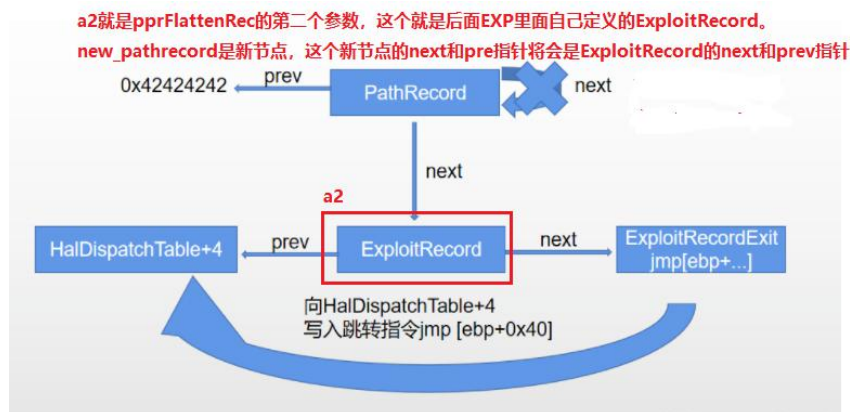 a2就是pprFlattenRec的第二个参数，这个就是后面EXP里面自己定义的ExploitRecord。
new_pathrecord是新节点，这个新节点的next和pre指针将会是ExploitRecord的next和prev指针
0x42424242
prev
PathRecord
next
next
a2
HalDispatchTable+4
prev
ExploitRecord
next
ExploitRecordExit
jmp[ebp+...]
向HalDispatchTable+4
写入跳转指令jmp [ebp+0x40]